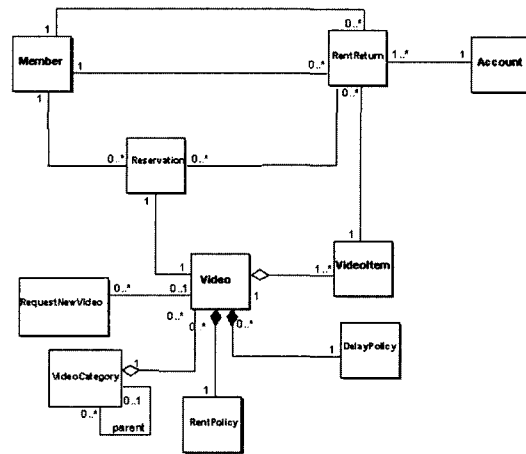 1
0..*
Member
1
0..*
RentReturn
1..*
1
Account
1
0..*
0..*
Reservation
0..*
1
1
1
Video
1..*
VideoItem
1
RequestNewVideo
0..*
0..1
0..*
0..*
0..*
VideoCategory
1
0..1
0..*
parent
1
RentPolicy
1
DelayPolicy